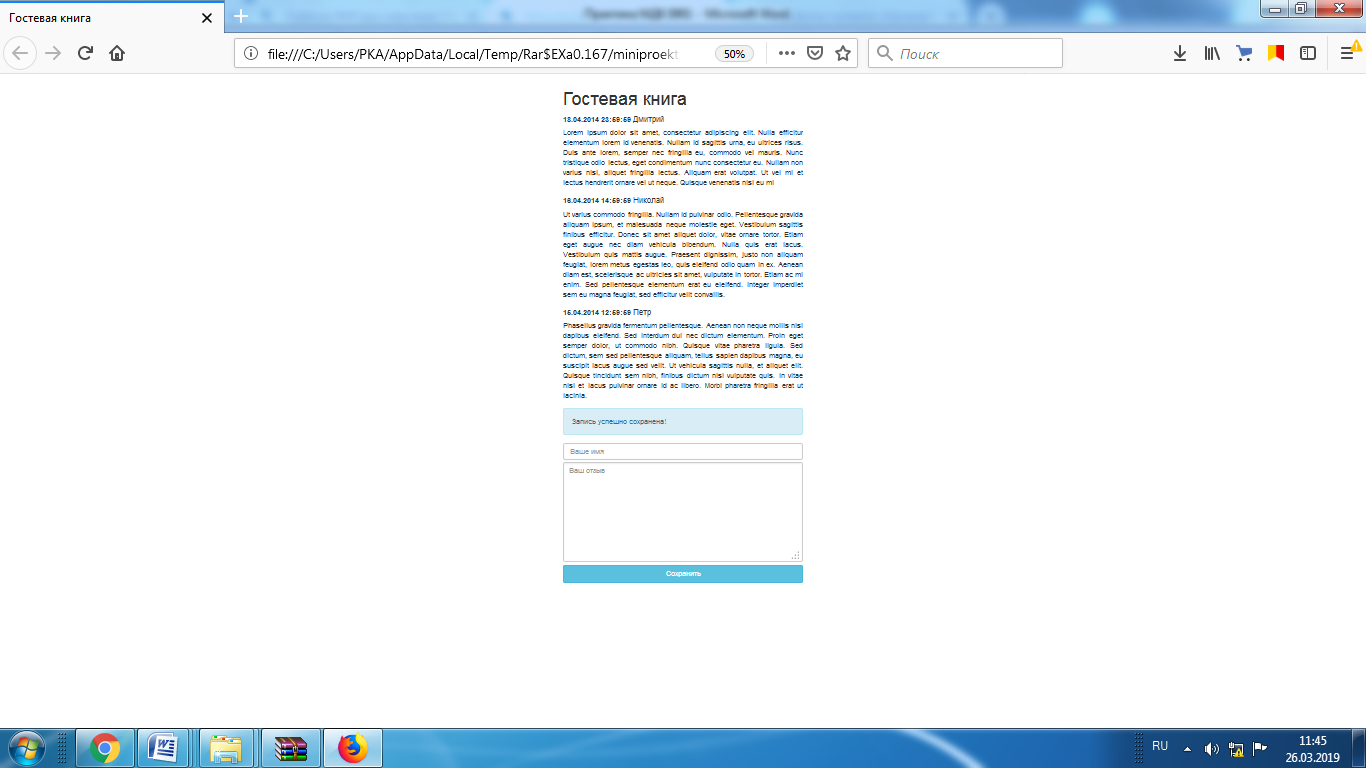 Гостевая книга
Практика МДК - Microsoft Word
file:///C:/Users/PKA/AppData/Local/Temp/Rar$EXa0.167/miniproekt
50%
Поиск
Гостевая книга
18.04.2014 23:59:59 Дмитрий
Lorem ipsum dolor sit amet, consectetur adipiscing elit. Nulla efficitur
elementum lorem id venenatis. Nullam id sagittis urna, eu ultrices risus.
Duis ante lorem, semper nec fringilla eu, commodo vel mauris. Nunc
tristique odio lectus, eget condimentum nunc consectetur eu. Nullam non
varius nisi, aliquet fringilla lectus. Aliquam erat volutpat. Ut vel mi et
lectus hendrerit ornare vel ut neque. Quisque venenatis nisi eu mi
16.04.2014 14:59:59 Николай
Ut varius commodo fringilla. Nullam id pulvinar odio. Pellentesque gravida
aliquam ipsum, et malesuada neque molestie eget. Vestibulum sagittis
finibus efficitur. Donec sit amet aliquet dolor, vitae ornare tortor. Etiam
eget augue nec diam vehicula bibendum. Nulla quis erat lacus.
Vestibulum quis mattis augue. Praesent dignissim, justo non aliquam
feugiat, lorem metus egestas leo, quis eleifend odio quam in ex. Aenean
diam est, scelerisque ac ultricies sit amet, vulputate in tortor. Etiam ac mi
enim. Sed pellentesque elementum erat eu eleifend. Integer imperdiet
sem eu magna feugiat, sed efficitur velit convallis.
15.04.2014 12:59:59 Петр
Phasellus gravida fermentum pellentesque. Aenean non neque mollis nisl
dapibus eleifend. Sed interdum dui nec dictum elementum. Proin eget
semper dolor, ut commodo nibh. Quisque vitae pharetra ligula. Sed
dictum, sem sed pellentesque aliquam, tellus sapien dapibus magna, eu
suscipit lacus augue sed velit. Ut vehicula sagittis nulla, et aliquet elit.
Quisque tincidunt sem nibh, finibus dictum nisi vulputate quis. In vitae
nisl et lacus pulvinar ornare id ac libero. Morbi pharetra fringilla erat ut
lacinia.
Запись успешно сохранена!
Ваше имя
Ваш отзыв
Сохранить
RU
11:45
26.03.2019